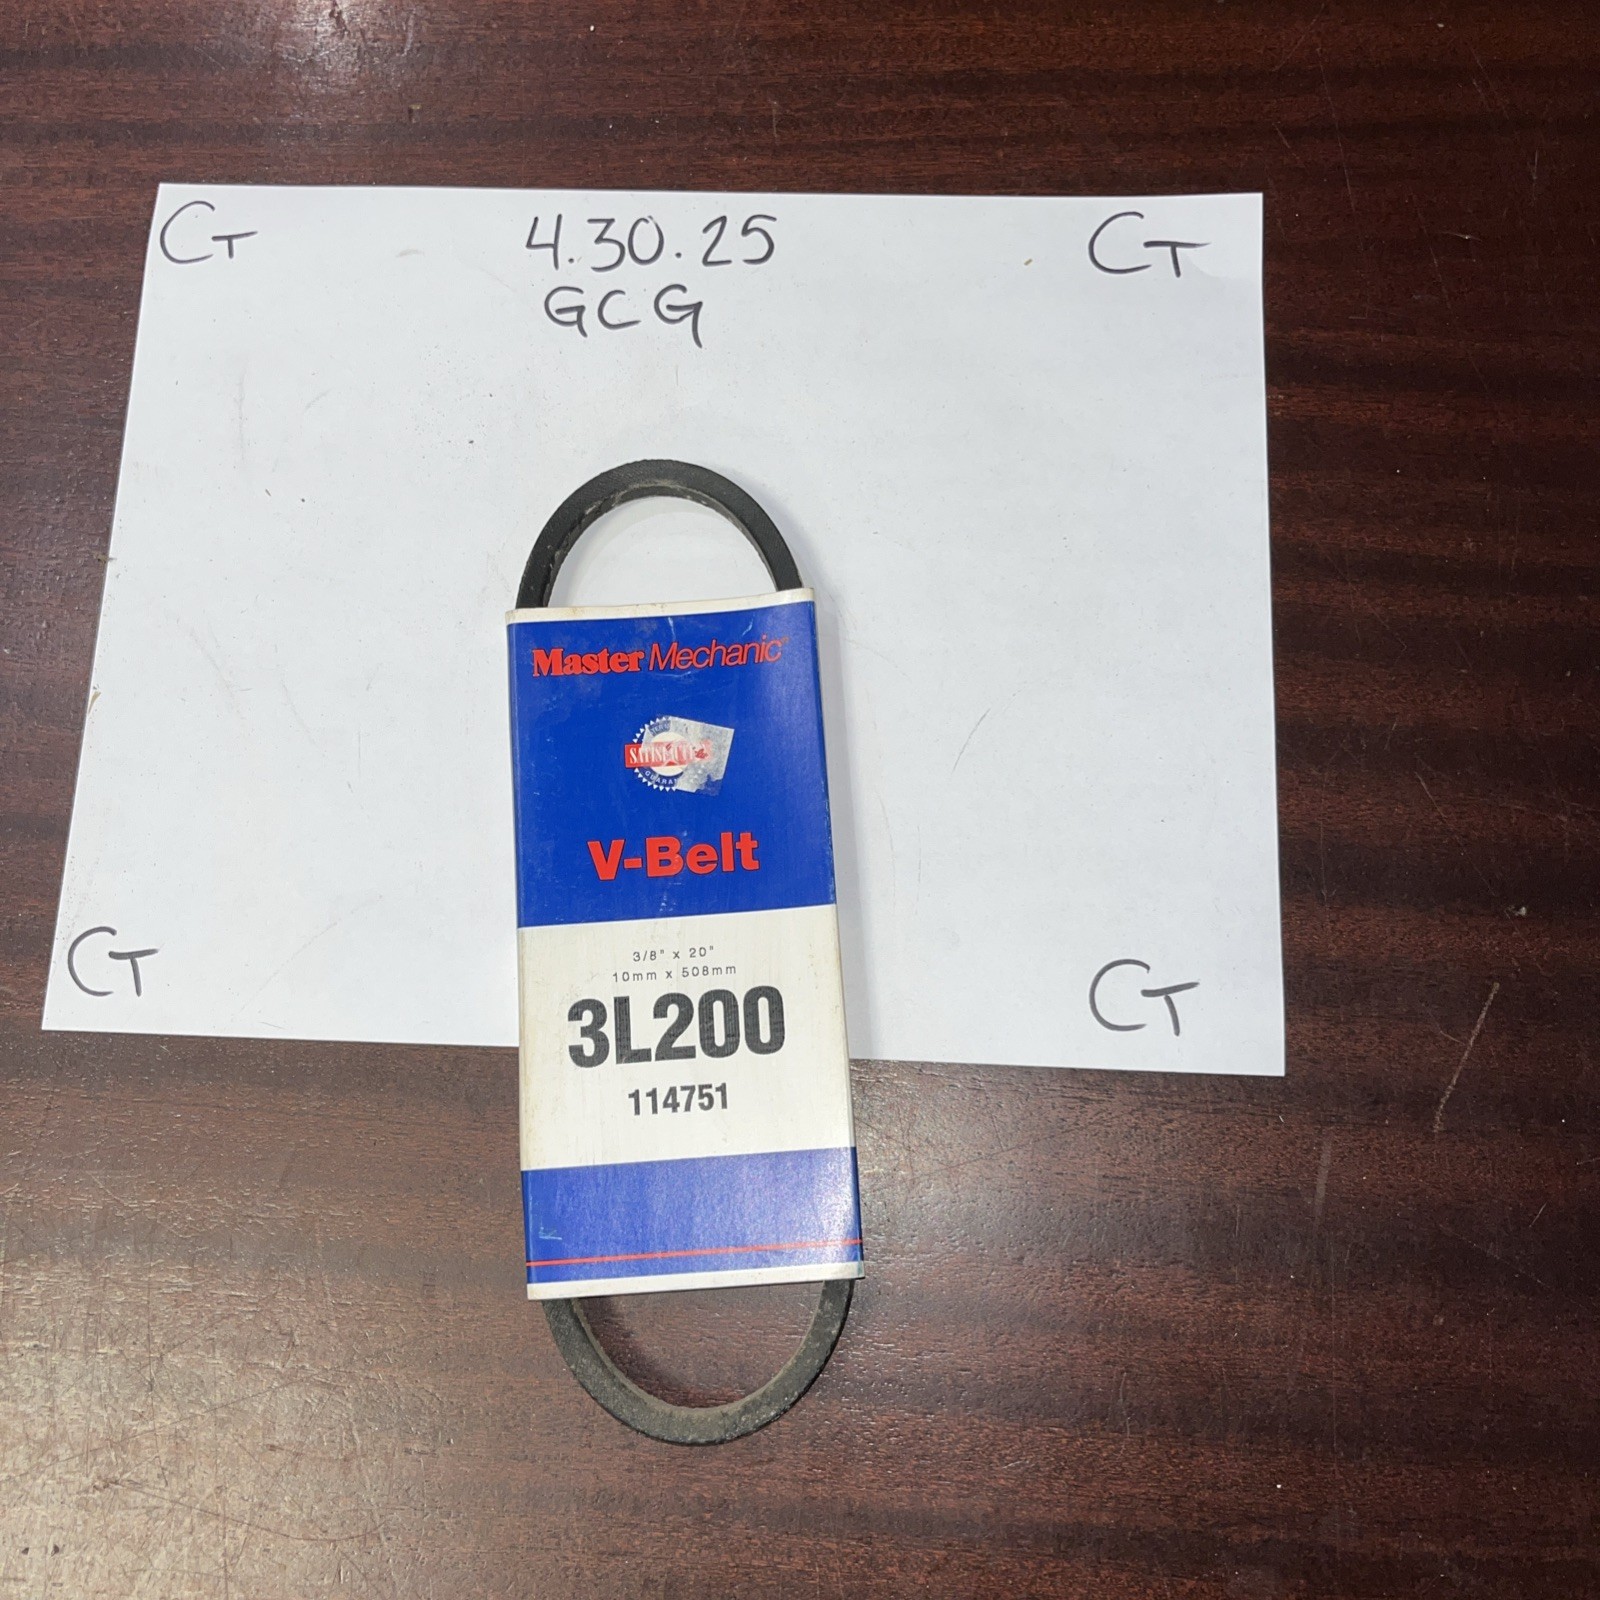 CT 4.30.25 CT
GCG
Master Mechanic®
V-Belt
3/8" x 20"
10mm x 508mm
3L200
114751
CT CT